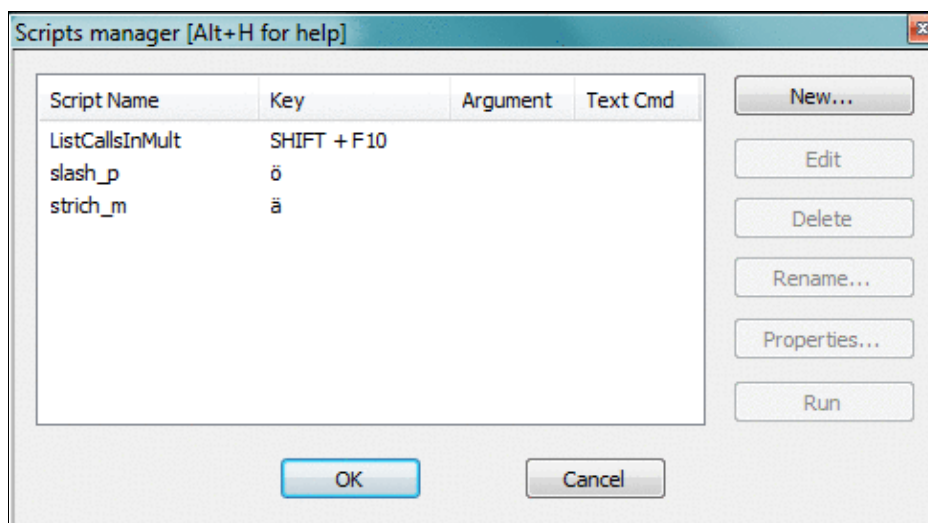 Scripts manager [Alt+H for help]
Script Name Key Argument Text Cmd
ListCallsInMult SHIFT + F10
slash_p ö
strich_m ä
New...
Edit
Delete
Rename...
Properties...
Run
OK Cancel